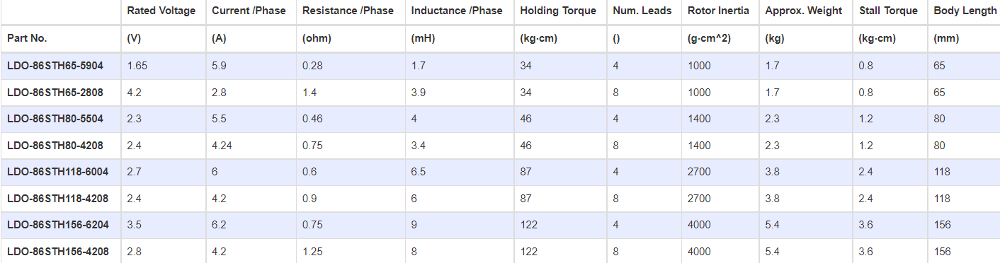 Rated Voltage Current /Phase Resistance /Phase Inductance /Phase Holding Torque Num. Leads Rotor Inertia Approx. Weight Stall Torque Body Length
Part No. (V) (A) (ohm) (mH) (kg·cm) () (g·cm^2) (kg) (kg·cm) (mm)
LDO-86STH65-5904 1.65 5.9 0.28 1.7 34 4 1000 1.7 0.8 65
LDO-86STH65-2808 4.2 2.8 1.4 3.9 34 8 1000 1.7 0.8 65
LDO-86STH80-5504 2.3 5.5 0.46 4 46 4 1400 2.3 1.2 80
LDO-86STH80-4208 2.4 4.24 0.75 3.4 46 8 1400 2.3 1.2 80
LDO-86STH118-6004 2.7 6 0.6 6.5 87 4 2700 3.8 2.4 118
LDO-86STH118-4208 2.4 4.2 0.9 6 87 8 2700 3.8 2.4 118
LDO-86STH156-6204 3.5 6.2 0.75 9 122 4 4000 5.4 3.6 156
LDO-86STH156-4208 2.8 4.2 1.25 8 122 8 4000 5.4 3.6 156